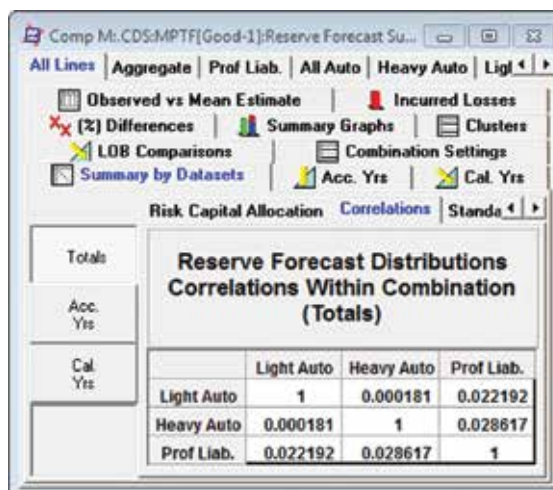 Comp M:.CDS:MPTF[Good-1]:Reserve Forecast Su...
All Lines Aggregate Prof Liab. All Auto Heavy Auto Ligl
Observed vs Mean Estimate Incurred Losses
(%) Differences Summary Graphs Clusters
LOB Comparisons Combination Settings
Summary by Datasets Acc. Yrs Cal. Yrs
Risk Capital Allocation Correlations Standa
Totals
Acc.
Yrs
Cal.
Yrs
Reserve Forecast Distributions
Correlations Within Combination
(Totals)
Light Auto Heavy Auto Prof Liab.
Light Auto 1 0.000181 0.022192
Heavy Auto 0.000181 1 0.028617
Prof Liab. 0.022192 0.028617 1